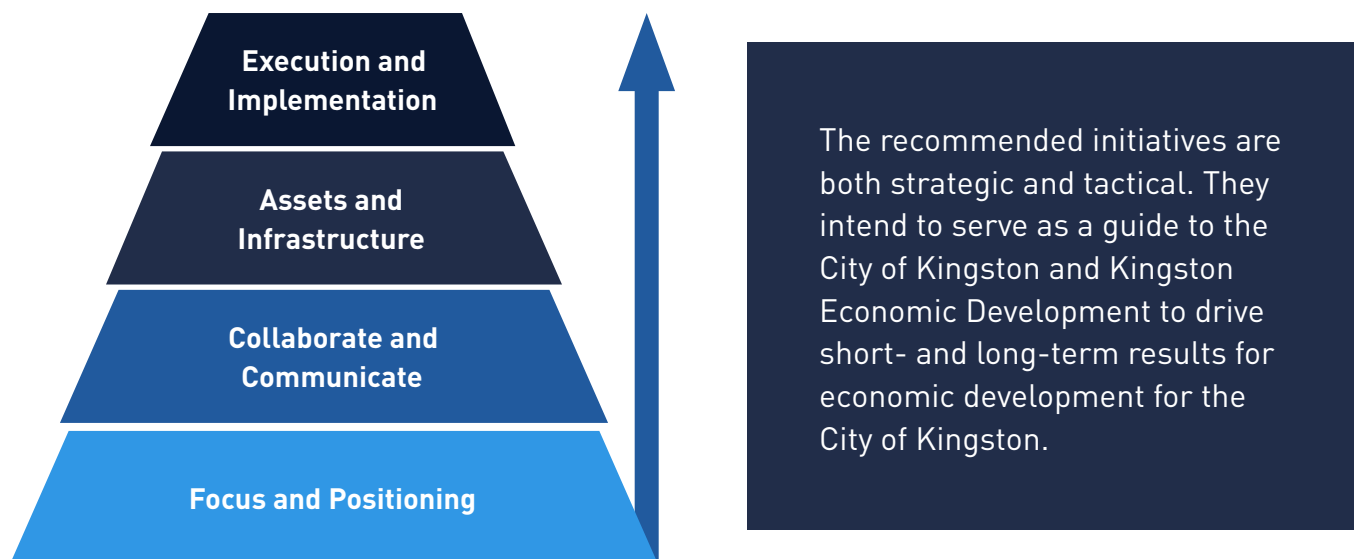 Execution and
Implementation
Assets and
Infrastructure
Collaborate and
Communicate
Focus and Positioning
The recommended initiatives are
both strategic and tactical. They
intend to serve as a guide to the
City of Kingston and Kingston
Economic Development to drive
short- and long-term results for
economic development for the
City of Kingston.